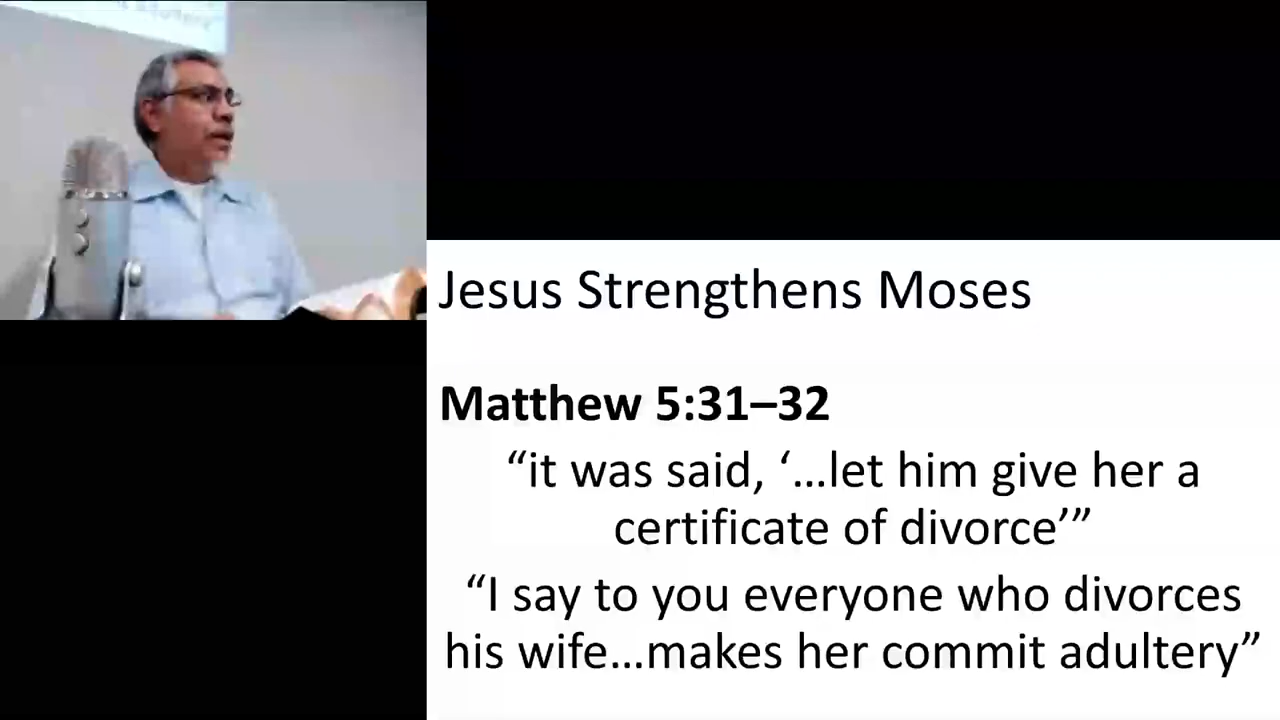 Jesus Strengthens Moses
Matthew 5:31–32
“it was said, ‘…let him give her a
certificate of divorce’”
“I say to you everyone who divorces
his wife…makes her commit adultery”